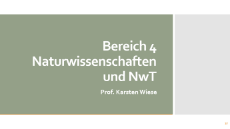 Bereich 4
Naturwissenschaften
und NwT
Prof. Karsten Wiese